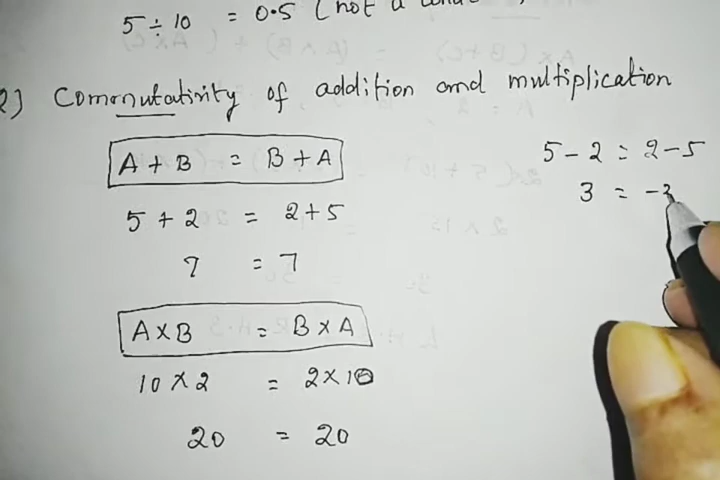 5 ÷ 10 = 0.5 (not a
2) Commutativity of addition and multiplication
A + B = B + A
5 + 2 = 2 + 5
7 = 7
A × B = B × A
10 × 2 = 2 × 10
20 = 20
5 - 2 = 2 - 5
3 = -3